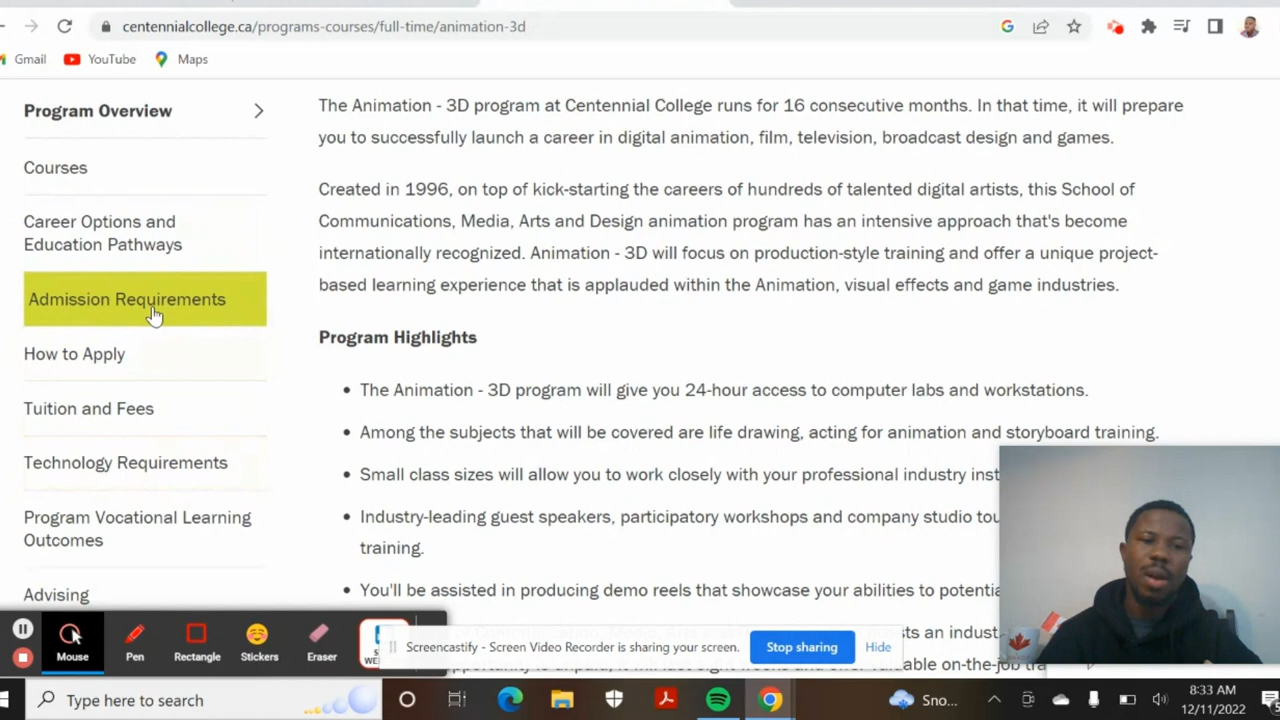 centennialcollege.ca/programs-courses/full-time/animation-3d
Gmail YouTube Maps
Program Overview
Courses
Career Options and
Education Pathways
Admission Requirements
How to Apply
Tuition and Fees
Technology Requirements
Program Vocational Learning
Outcomes
Advising
The Animation - 3D program at Centennial College runs for 16 consecutive months. In that time, it will prepare
you to successfully launch a career in digital animation, film, television, broadcast design and games.
Created in 1996, on top of kick-starting the careers of hundreds of talented digital artists, this School of
Communications, Media, Arts and Design animation program has an intensive approach that's become
internationally recognized. Animation - 3D will focus on production-style training and offer a unique project-
based learning experience that is applauded within the Animation, visual effects and game industries.
Program Highlights
The Animation - 3D program will give you 24-hour access to computer labs and workstations.
Among the subjects that will be covered are life drawing, acting for animation and storyboard training.
Small class sizes will allow you to work closely with your professional industry
Industry-leading guest speakers, participatory workshops and company studio
training.
You'll be assisted in producing demo reels that showcase your abilities to
an
valuable on-the-job
Mouse Pen Rectangle Stickers Eraser
Screencastify - Screen Video Recorder is sharing your screen. Stop sharing Hide
Type here to search
Sno...
8:33 AM
12/11/2022